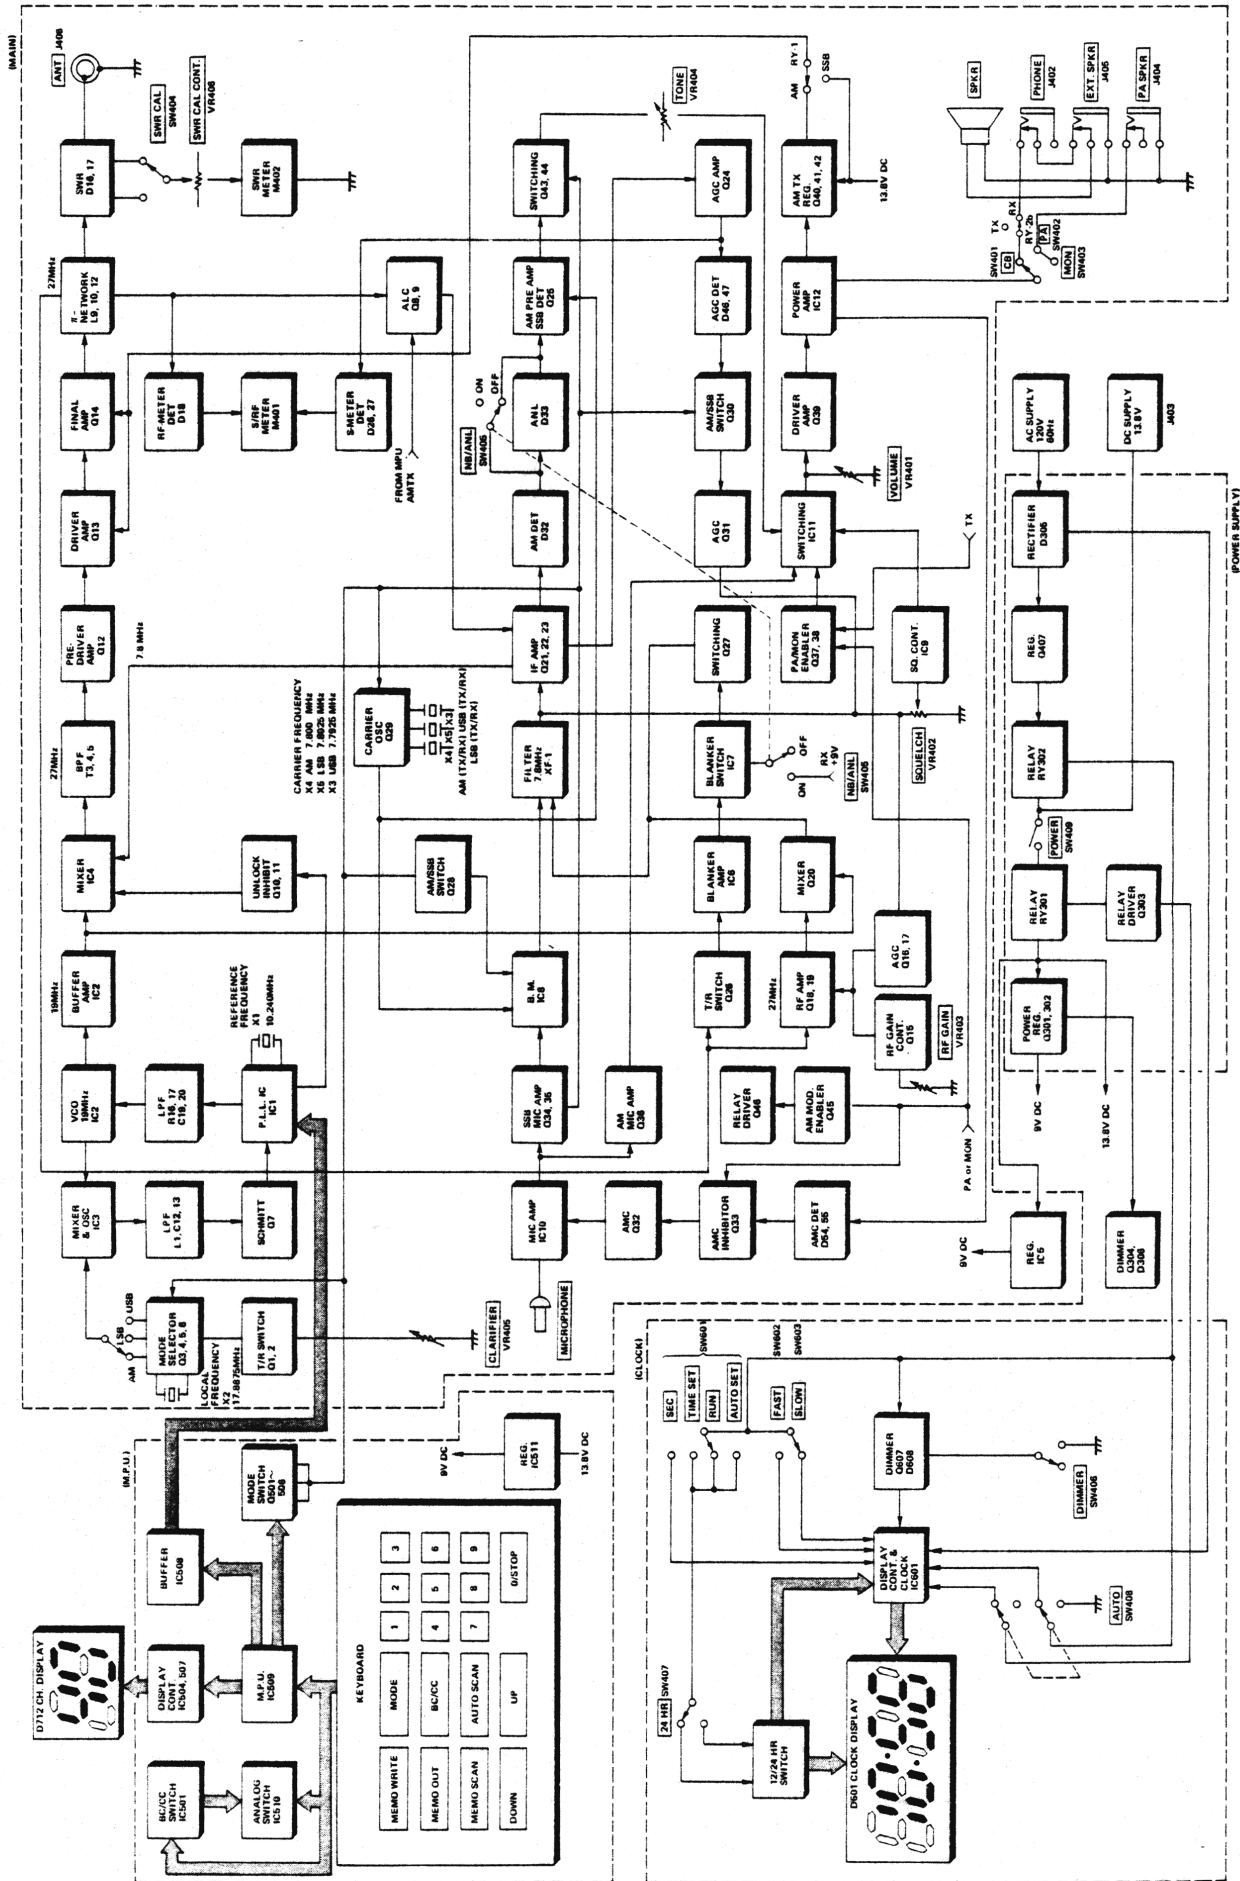 (MAIN)
ANT J406
SWR
D16, 17
SWR CAL
SW404
SWR CAL CONT.
VR406
SWR
METER
M402
27MHz
π-
NETWORK
L9, 10, 12
FINAL
AMP
Q14
DRIVER
AMP
Q13
PRE-
DRIVER
AMP
Q12
27MHz
BPF
T3, 4, 5
MIXER
IC4
19MHz
BUFFER
AMP
IC2
VCO
19MHz
IC2
MIXER
& OSC
IC3
RF-METER
DET
D18
S/RF
METER
M401
S-METER
DET
D26, 27
ALC
Q8, 9
FROM MPU
AMTX
7.8 MHz
UNLOCK
INHIBIT
Q10, 11
REFERENCE
FREQUENCY
X1
10.240MHz
LPF
R16, 17
C19, 20
P.L.L. IC
IC1
LPF
L1, C12, 13
SCHMITT
Q7
AM
LSB
USB
MODE
SELECTOR
Q3, 4, 5, 6
LOCAL
FREQUENCY
X2
17.8875MHz
T/R SWITCH
Q1, 2
CLARIFIER
VR405
CARRIER FREQUENCY
X4 AM 7.800 MHz
X5 LSB 7.8025 MHz
X3 USB 7.7925 MHz
CARRIER
OSC
Q29
X4 X5 X3
AM (TX/RX) USB (TX/RX)
LSB (TX/RX)
AM/SSB
SWITCH
Q28
SWITCHING
Q43, 44
AM PRE AMP
SSB DET
Q25
NB/ANL
SW405
ON
OFF
ANL
D33
AM DET
D32
IF AMP
Q21, 22, 23
FILTER
7.8MHz
XF-1
B. M.
IC8
SSB
MIC AMP
Q34, 35
AM
MIC AMP
Q36
MIC AMP
IC10
MICROPHONE
TONE
VR404
AGC AMP
Q24
AGC DET
D46, 47
AM/SSB
SWITCH
Q30
AGC
Q31
SWITCHING
Q27
BLANKER
SWITCH
IC7
BLANKER
AMP
IC6
T/R
SWITCH
Q26
RELAY
DRIVER
Q46
AM MOD.
ENABLER
Q45
AMC
Q32
AMC
INHIBITOR
Q33
AMC DET
D54, 55
RY-1
AM
SSB
AM TX
REG.
Q40, 41, 42
13.8V DC
POWER
AMP
IC12
DRIVER
AMP
Q39
VOLUME
VR401
SWITCHING
IC11
PA/MON
ENABLER
Q37, 38
TX
SQ. CONT.
IC9
SQUELCH
VR402
OFF
ON
RX
+9V
NB/ANL
SW405
MIXER
Q20
27MHz
RF AMP
Q18, 19
AGC
Q16, 17
RF GAIN
CONT.
Q15
RF GAIN
VR403
PA or MON
SPKR
PHONE
J402
EXT. SPKR
J405
PA SPKR
J404
TX
RX
RY-2b
SW401
CB
PA
SW402
MON
SW403
AC SUPPLY
120V
60Hz
DC SUPPLY
13.8V
J403
(POWER SUPPLY)
RECTIFIER
D305
REG.
Q407
RELAY
RY302
POWER
SW409
RELAY
RY301
RELAY
DRIVER
Q303
POWER
REG.
Q301, 302
9V DC
13.8V DC
9V DC
REG.
IC5
DIMMER
Q304,
D306
(M.P.U.)
D712 CH. DISPLAY
BUFFER
IC508
MODE
SWITCH
Q501~
506
9V DC
REG.
IC511
13.8V DC
DISPLAY
CONT.
IC504, 507
M.P.U.
IC509
BC/CC
SWITCH
IC501
ANALOG
SWITCH
IC510
KEYBOARD
MEMO WRITE
MODE
1
2
3
MEMO OUT
BC/CC
4
5
6
MEMO SCAN
AUTO SCAN
7
8
9
DOWN
UP
0/STOP
(CLOCK)
SW601
SEC
TIME SET
RUN
AUTO SET
SW602
SW603
FAST
SLOW
DIMMER
Q607
D608
DIMMER
SW406
24 HR SW407
12/24 HR
SWITCH
DISPLAY
CONT. &
CLOCK
IC601
AUTO
SW408
D601 CLOCK DISPLAY